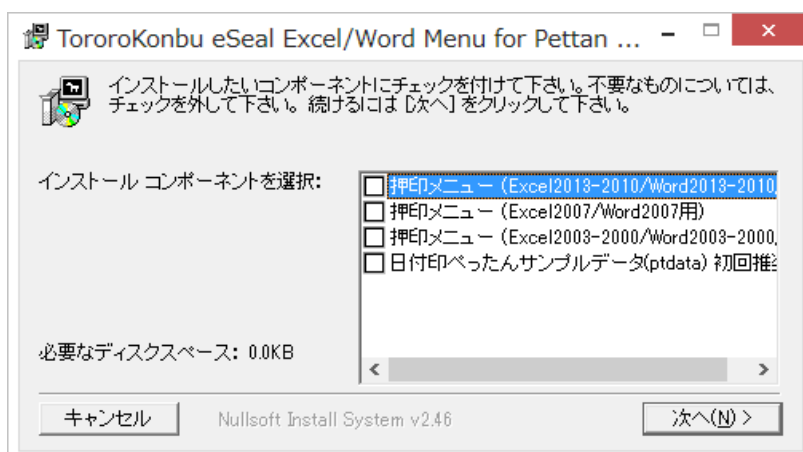 TororoKonbu eSeal Excel/Word Menu for Pettan ...
インストールしたいコンポーネントにチェックを付けて下さい。不要なものについては、
チェックを外して下さい。続けるには [次へ] をクリックして下さい。
インストール コンポーネントを選択:
押印メニュー (Excel2013-2010/Word2013-2010,
押印メニュー (Excel2007/Word2007用)
押印メニュー (Excel2003-2000/Word2003-2000,
日付印ぺったんサンプルデータ(ptdata) 初回推
必要なディスクスペース: 0.0KB
キャンセル
Nullsoft Install System v2.46
次へ(N) >